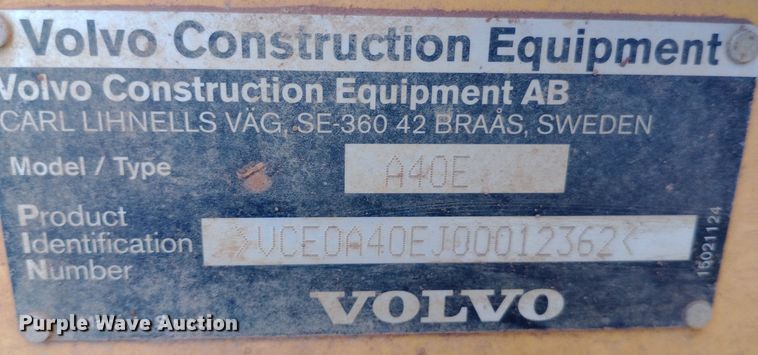 Volvo Construction Equipment
Volvo Construction Equipment AB
CARL LIHNELLS VÄG, SE-360 42 BRAÅS, SWEDEN
Model / Type A40E
Product
Identification
Number
>VCE0A40EJ00012362<
15021124
VOLVO
Purple Wave Auction